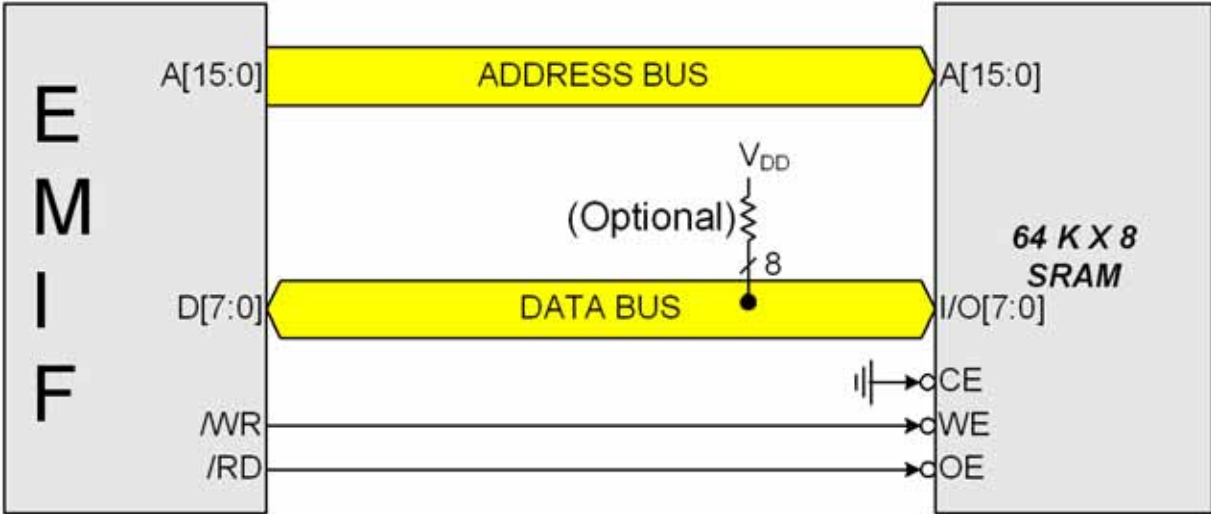 EMIF
A[15:0]
ADDRESS BUS
A[15:0]
VDD
(Optional)
8
64 K X 8
SRAM
D[7:0]
DATA BUS
I/O[7:0]
CE
/WR
WE
/RD
OE